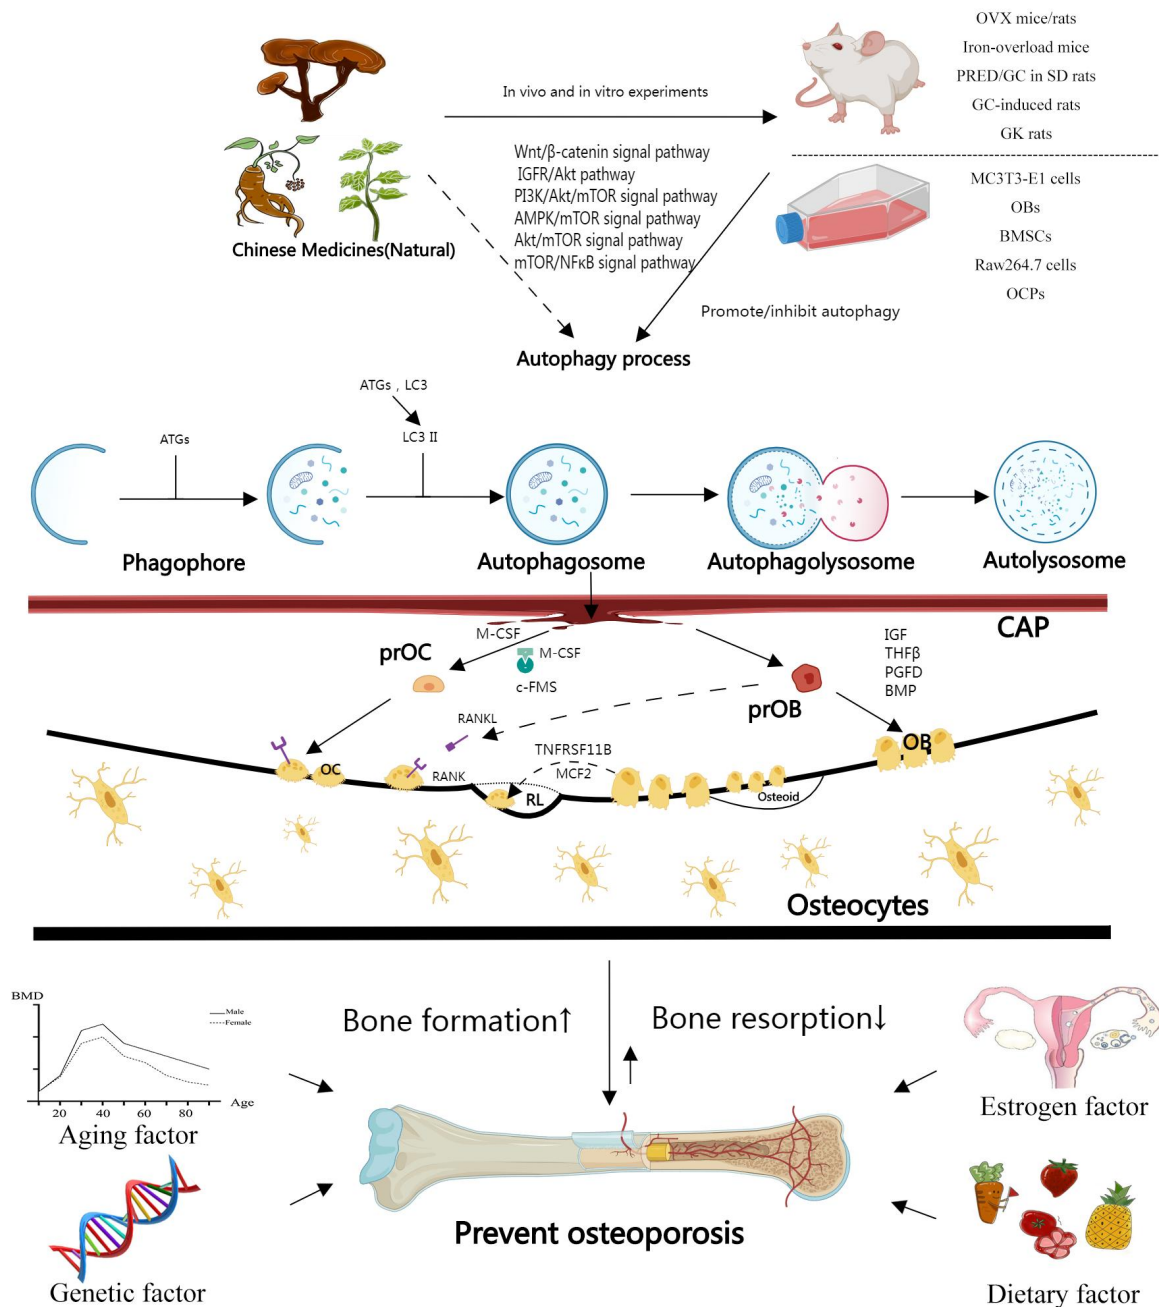 OVX mice/rats
Iron-overload mice
PRED/GC in SD rats
GC-induced rats
GK rats
In vivo and in vitro experiments
Wnt/β-catenin signal pathway
IGFR/Akt pathway
PI3K/Akt/mTOR signal pathway
AMPK/mTOR signal pathway
Akt/mTOR signal pathway
mTOR/NFκB signal pathway
Chinese Medicines(Natural)
MC3T3-E1 cells
OBs
BMSCs
Raw264.7 cells
OCPs
Promote/inhibit autophagy
Autophagy process
ATGs , LC3
ATGs
LC3 II
Phagophore
Autophagosome
Autophagolysosome
Autolysosome
CAP
M-CSF
prOC
M-CSF
c-FMS
IGF
THFβ
PGFD
BMP
prOB
RANKL
TNFRSF11B
MCF2
OB
OC
RANK
RL
Osteoid
Osteocytes
BMD
Male
Female
20 40 60 80
Age
Aging factor
Bone formation↑
Bone resorption↓
Estrogen factor
Genetic factor
Prevent osteoporosis
Dietary factor